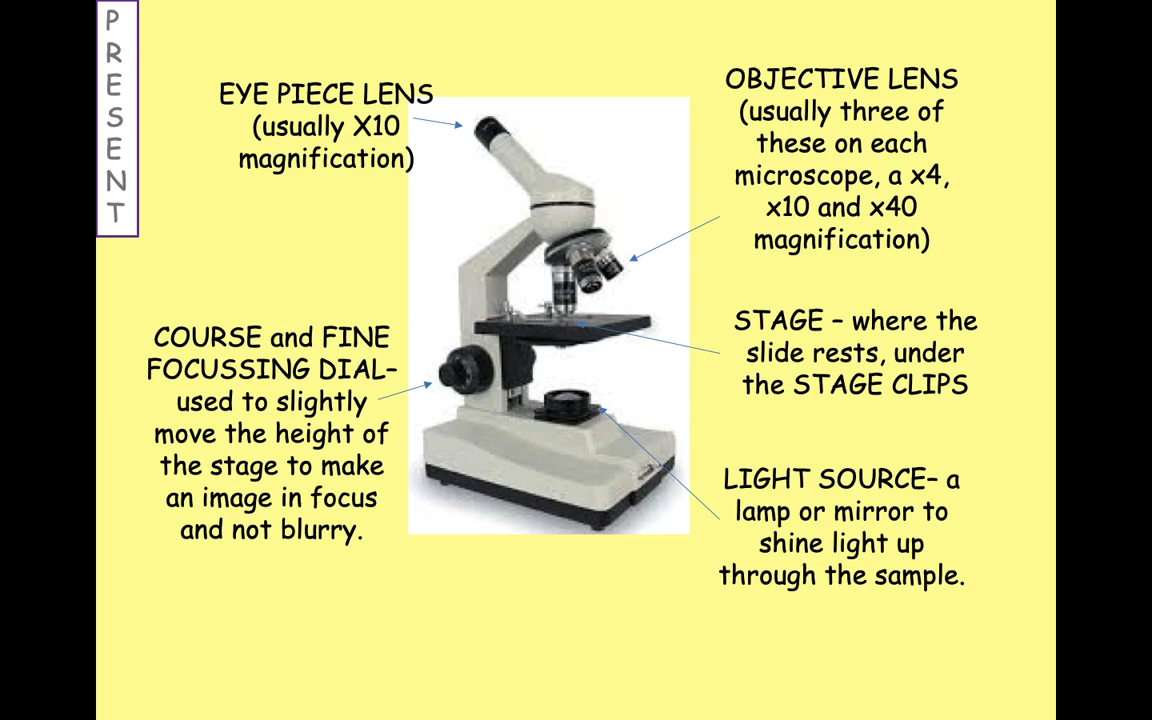 PRESENT
EYE PIECE LENS
(usually X10
magnification)
OBJECTIVE LENS
(usually three of
these on each
microscope, a x4,
x10 and x40
magnification)
COURSE and FINE
FOCUSSING DIAL–
used to slightly
move the height of
the stage to make
an image in focus
and not blurry.
STAGE – where the
slide rests, under
the STAGE CLIPS
LIGHT SOURCE– a
lamp or mirror to
shine light up
through the sample.